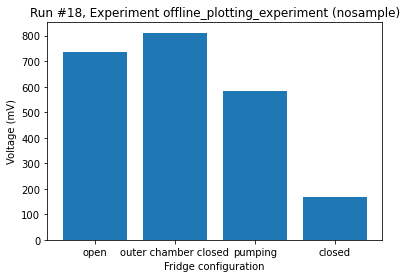 Run #18, Experiment offline_plotting_experiment (nosample)
800
700
600
500
400
300
200
100
0
Voltage (mV)
open outer chamber closed pumping closed
Fridge configuration